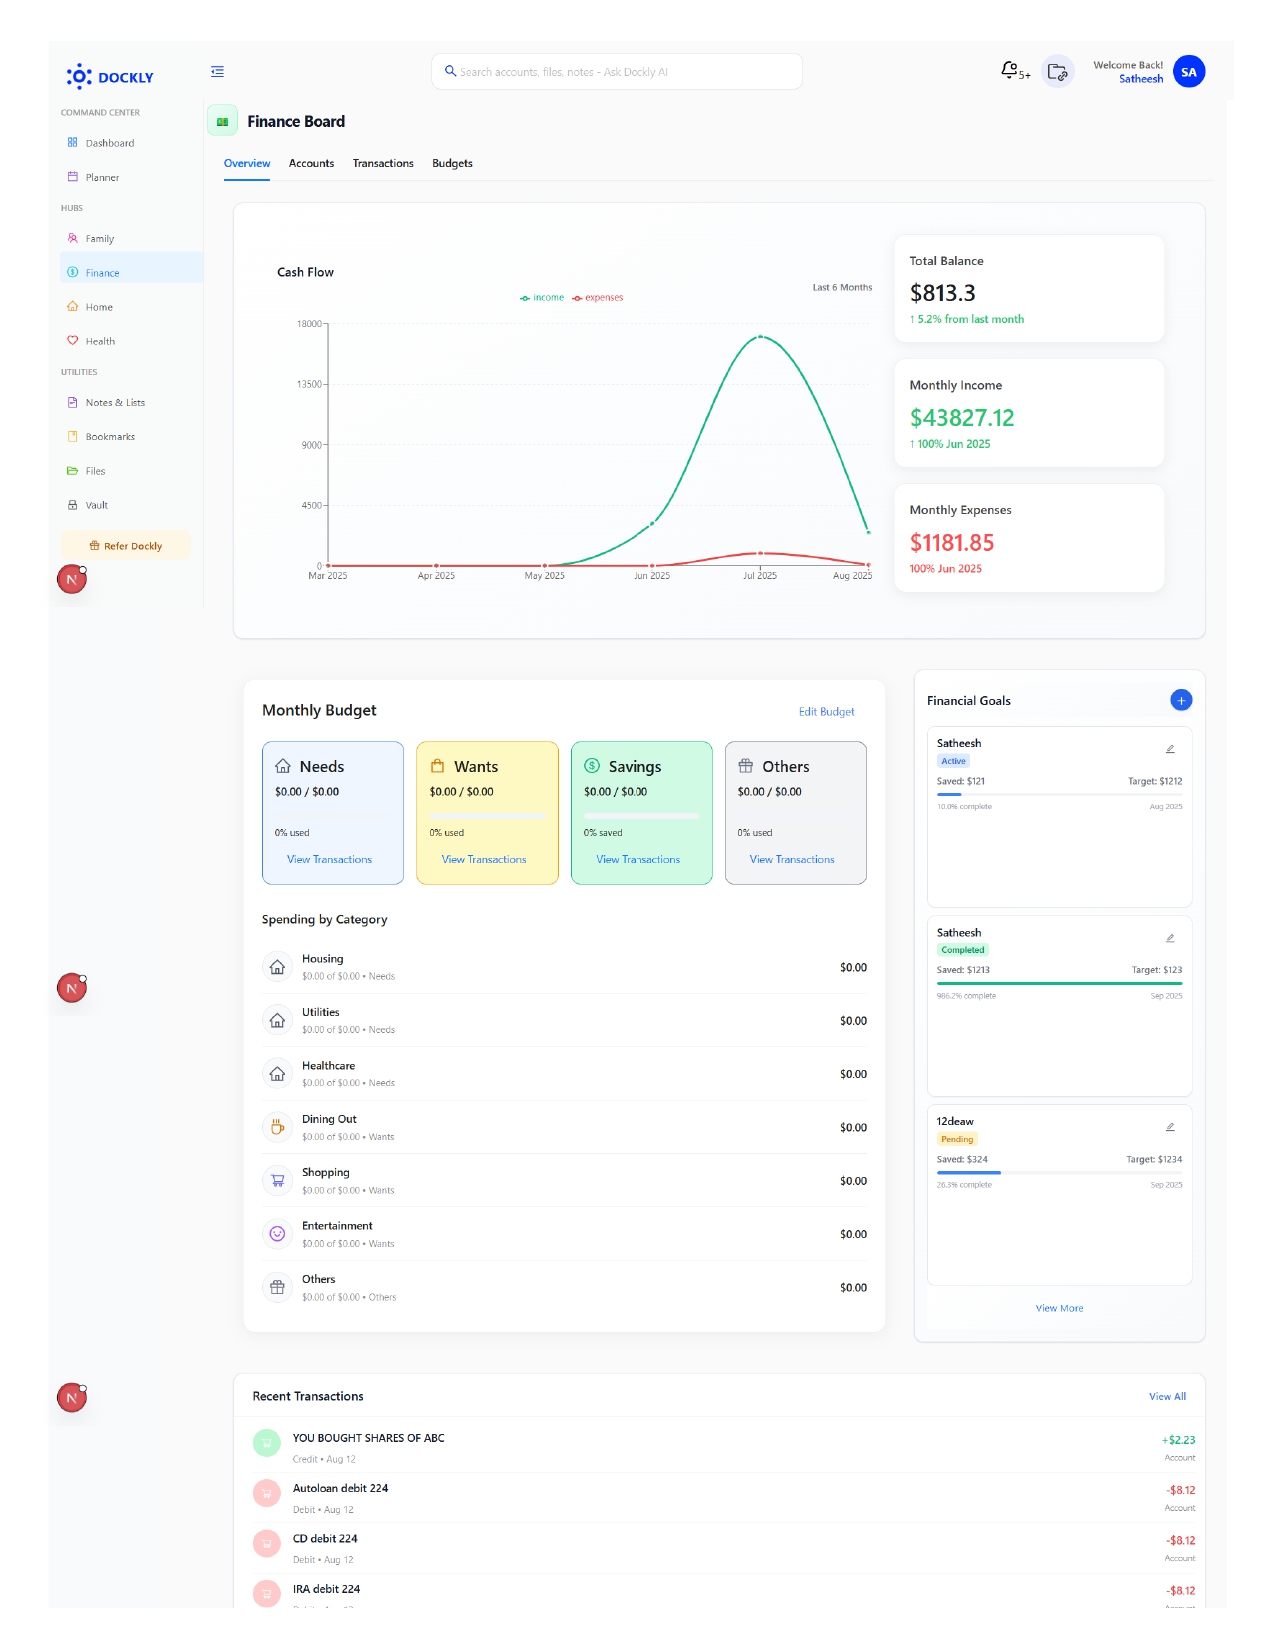 DOCKLY
Search accounts, files, notes - Ask Dockly AI
5+
Welcome Back!
Satheesh
SA
COMMAND CENTER
Dashboard
Planner
HUBS
Family
Finance
Home
Health
UTILITIES
Notes & Lists
Bookmarks
Files
Vault
Refer Dockly
N
Finance Board
Overview Accounts Transactions Budgets
Cash Flow
Last 6 Months
income expenses
18000
13500
9000
4500
0
Mar 2025 Apr 2025 May 2025 Jun 2025 Jul 2025 Aug 2025
Total Balance
$813.3
↑ 5.2% from last month
Monthly Income
$43827.12
↑ 100% Jun 2025
Monthly Expenses
$1181.85
100% Jun 2025
Monthly Budget
Edit Budget
Needs
$0.00 / $0.00
0% used
View Transactions
Wants
$0.00 / $0.00
0% used
View Transactions
Savings
$0.00 / $0.00
0% saved
View Transactions
Others
$0.00 / $0.00
0% used
View Transactions
Spending by Category
Housing
$0.00 of $0.00 • Needs
$0.00
Utilities
$0.00 of $0.00 • Needs
$0.00
Healthcare
$0.00 of $0.00 • Needs
$0.00
Dining Out
$0.00 of $0.00 • Wants
$0.00
Shopping
$0.00 of $0.00 • Wants
$0.00
Entertainment
$0.00 of $0.00 • Wants
$0.00
Others
$0.00 of $0.00 • Others
$0.00
N
Financial Goals
Satheesh
Active
Saved: $121 Target: $1212
10.0% complete Aug 2025
Satheesh
Completed
Saved: $1213 Target: $123
986.2% complete Sep 2025
12deaw
Pending
Saved: $324 Target: $1234
26.3% complete Sep 2025
View More
N
Recent Transactions
View All
YOU BOUGHT SHARES OF ABC
Credit • Aug 12
+$2.23
Account
Autoloan debit 224
Debit • Aug 12
-$8.12
Account
CD debit 224
Debit • Aug 12
-$8.12
Account
IRA debit 224
-$8.12